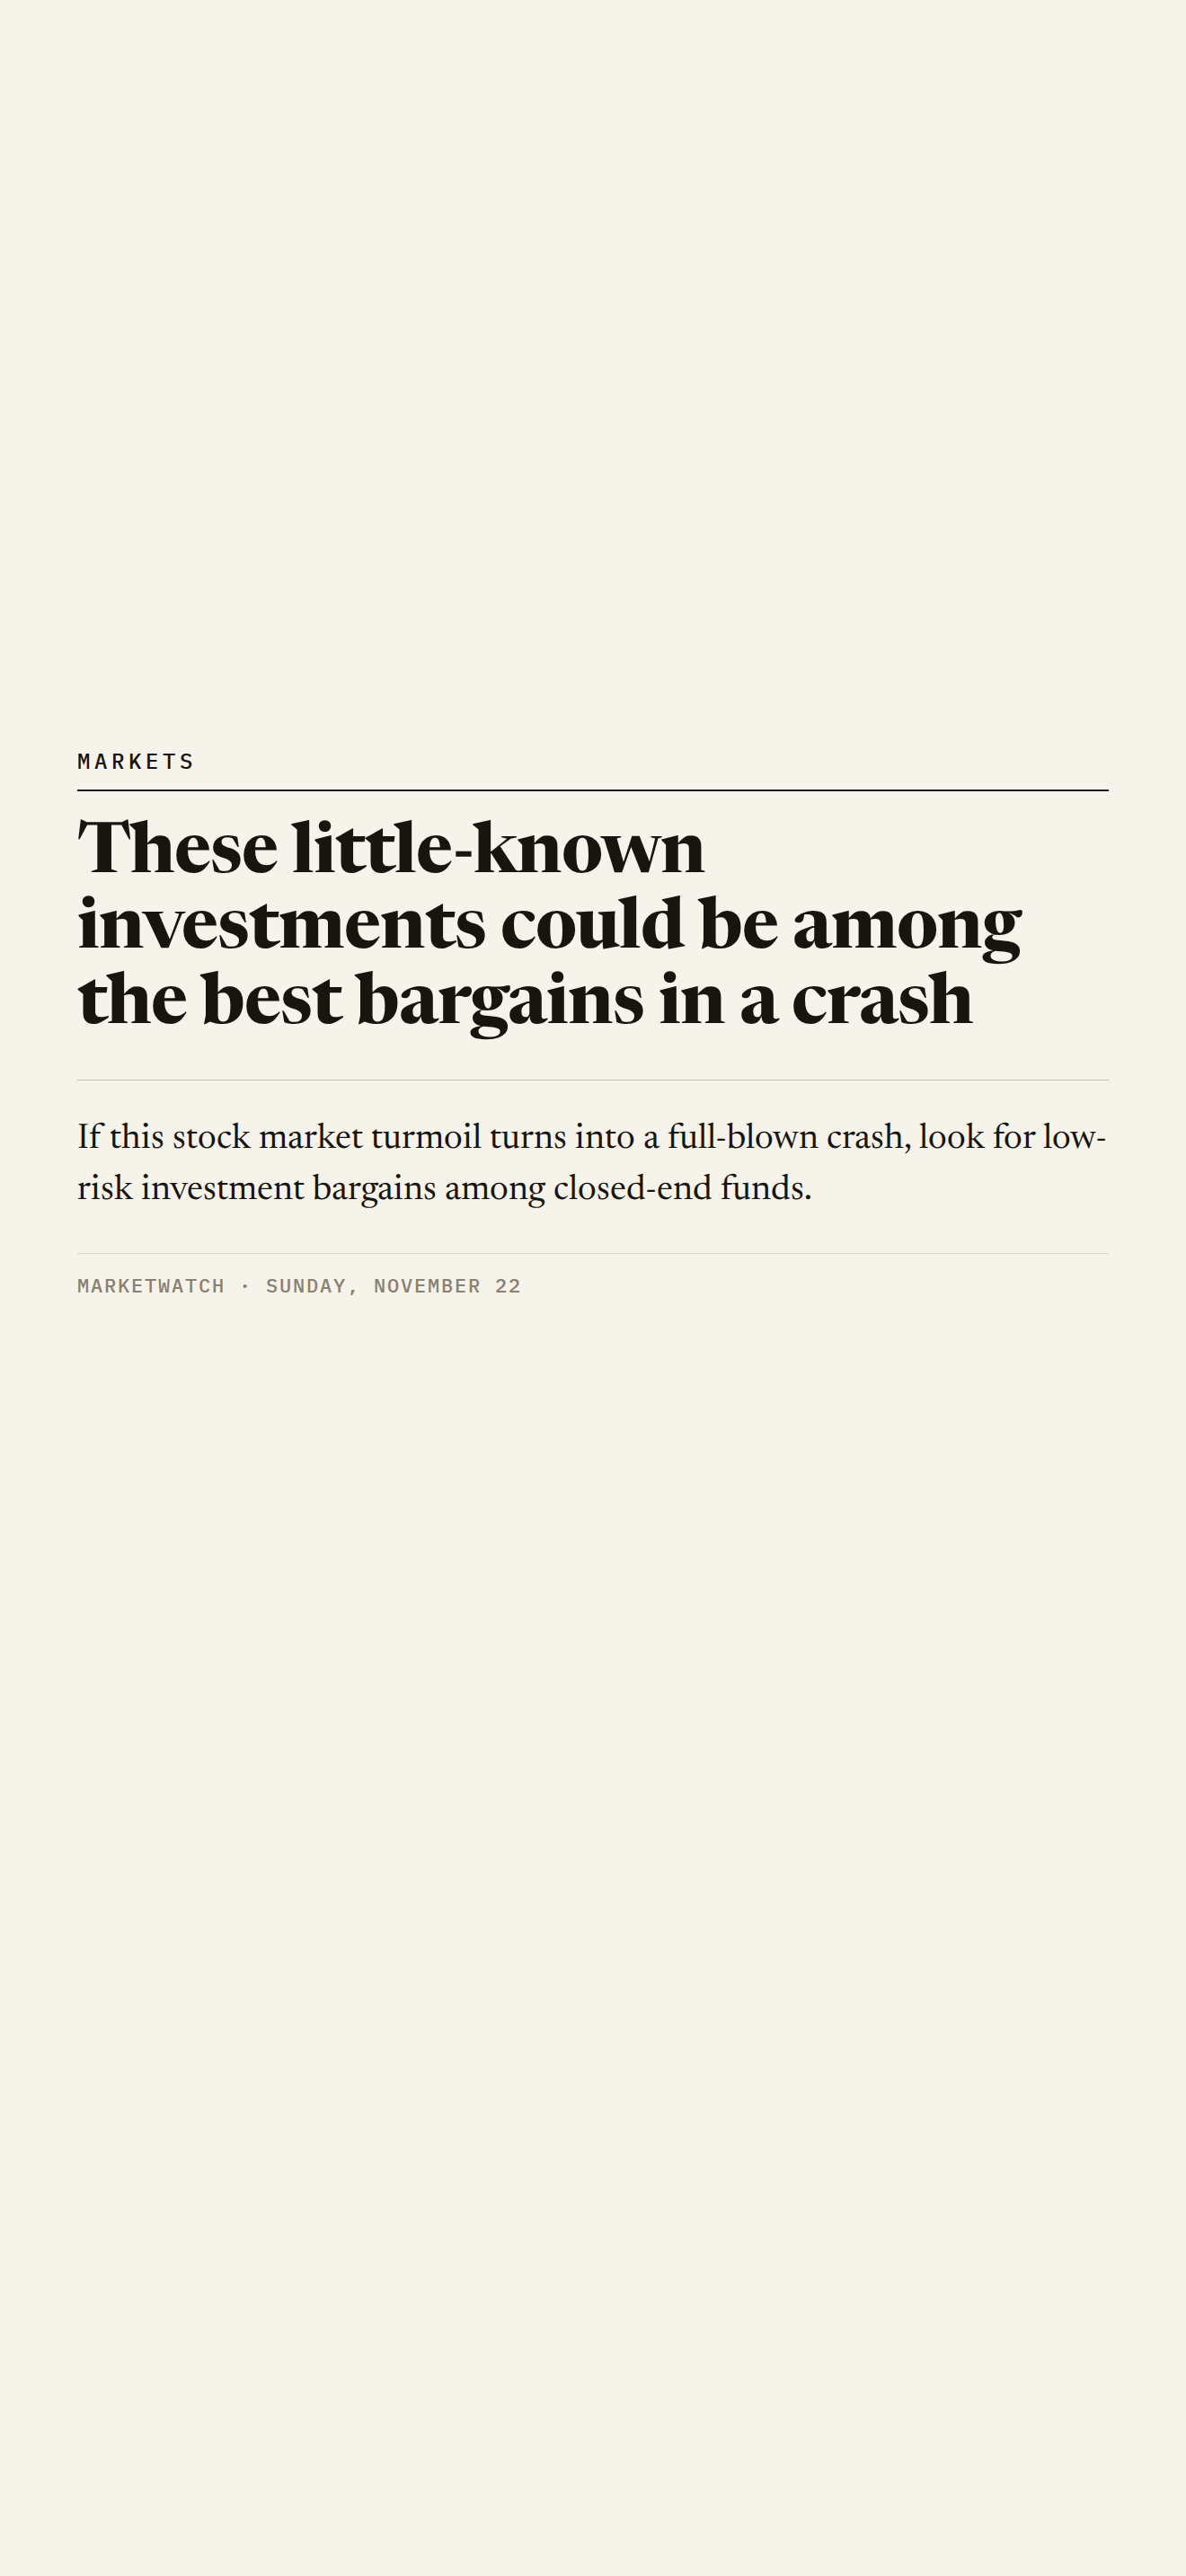 MARKETS
These little-known
investments could be among
the best bargains in a crash
If this stock market turmoil turns into a full-blown crash, look for low-
risk investment bargains among closed-end funds.
MARKETWATCH · SUNDAY, NOVEMBER 22